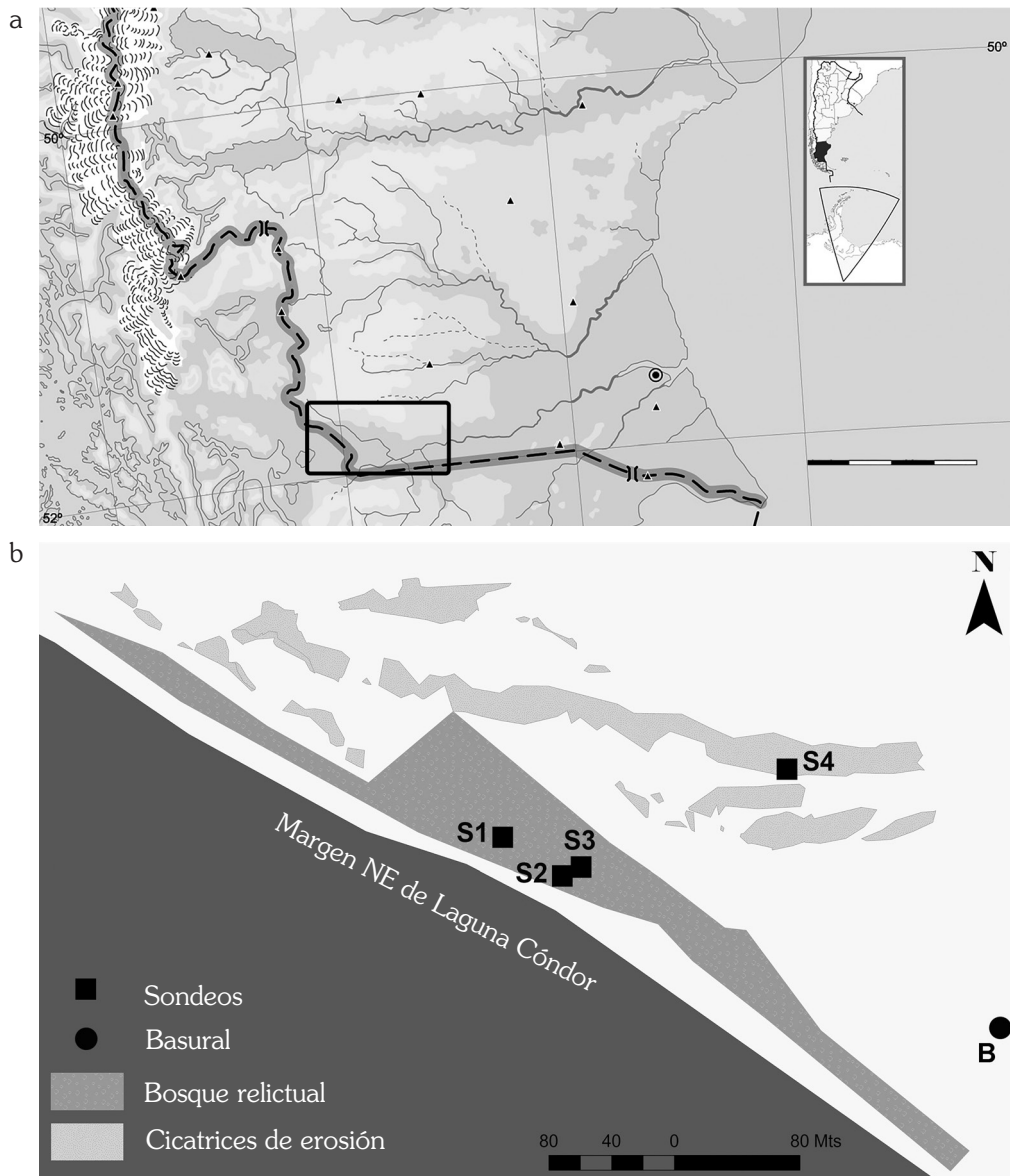 a
50º
50º
52º
b
N
S4
S1
S3
S2
Margen NE de Laguna Cóndor
Sondeos
Basural
B
Bosque relictual
Cicatrices de erosión
80 40 0 80 Mts